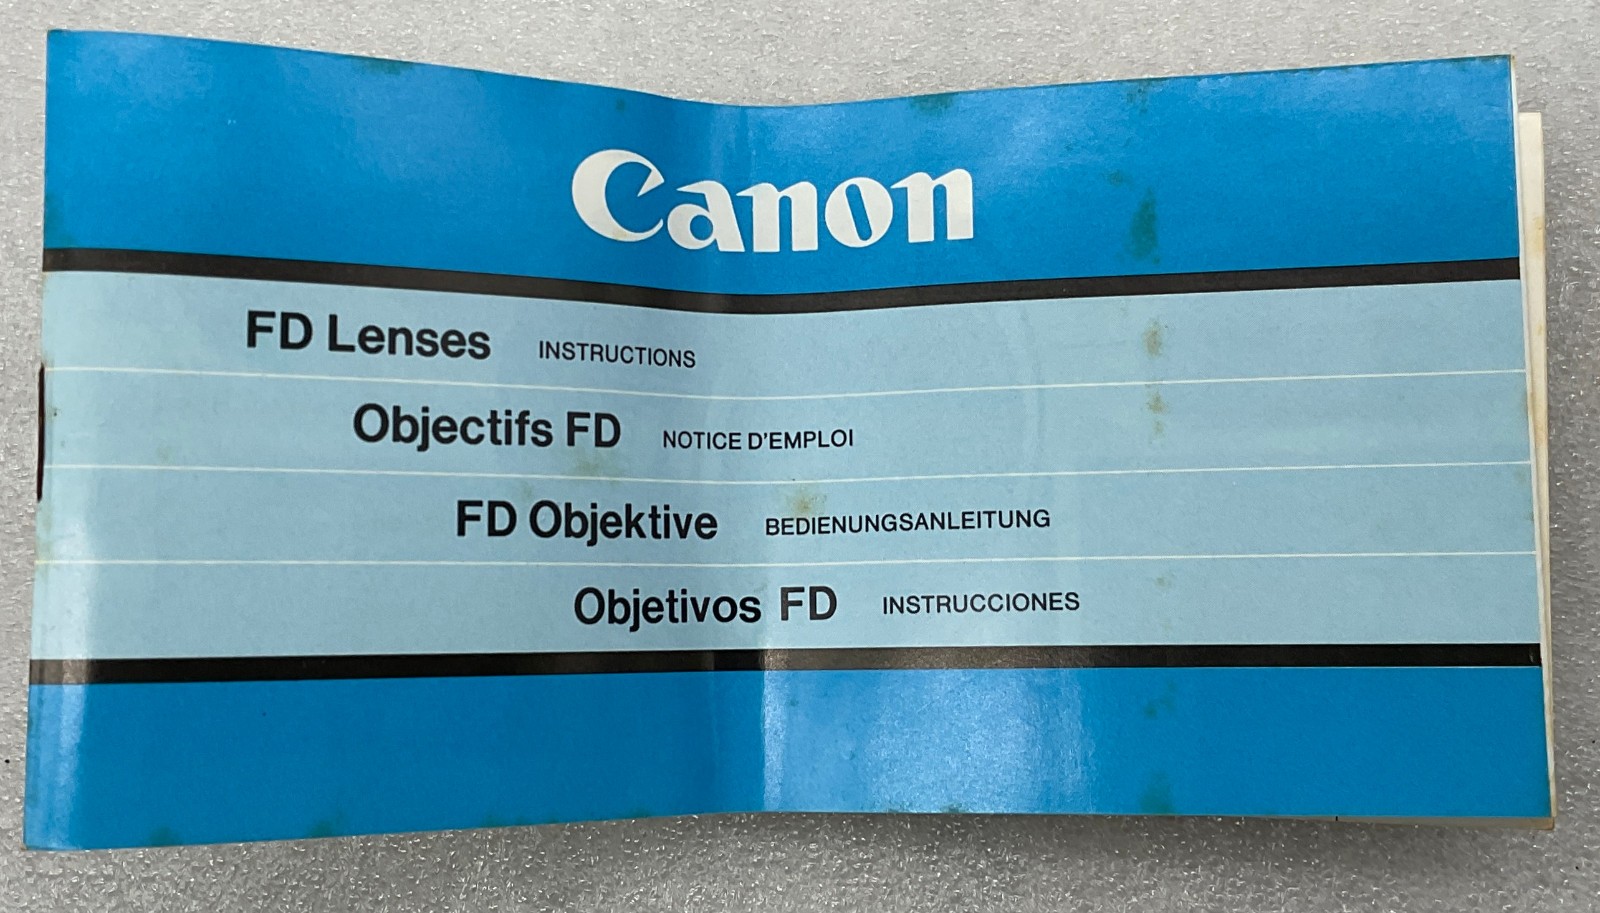 Canon
FD Lenses INSTRUCTIONS
Objectifs FD NOTICE D'EMPLOI
FD Objektive BEDIENUNGSANLEITUNG
Objetivos FD INSTRUCCIONES